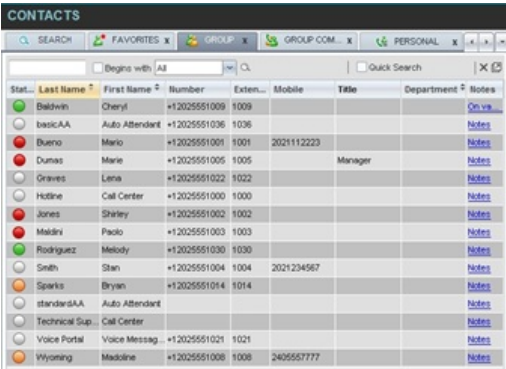 CONTACTS
SEARCH FAVORITES x GROUP x GROUP COM... x PERSONAL x
Begins with All Quick Search
Stat... Last Name First Name Number Exten... Mobile Title Department Notes
Baldwin Cheryl +12025551009 1009 On va...
basicAA Auto Attendant +12025551036 1036 Notes
Bueno Mario +12025551001 1001 2021112223 Notes
Dumas Marie +12025551005 1005 Manager Notes
Graves Lena +12025551022 1022 Notes
Hotline Call Center +12025551000 1000 Notes
Jones Shirley +12025551002 1002 Notes
Maldini Paolo +12025551003 1003 Notes
Rodriguez Melody +12025551030 1030 Notes
Smith Stan +12025551004 1004 2021234567 Notes
Sparks Bryan +12025551014 1014 Notes
standardAA Auto Attendant Notes
Technical Sup... Call Center Notes
Voice Portal Voice Messag... +12025551021 1021 Notes
Wyoming Madoline +12025551008 1008 2405557777 Notes